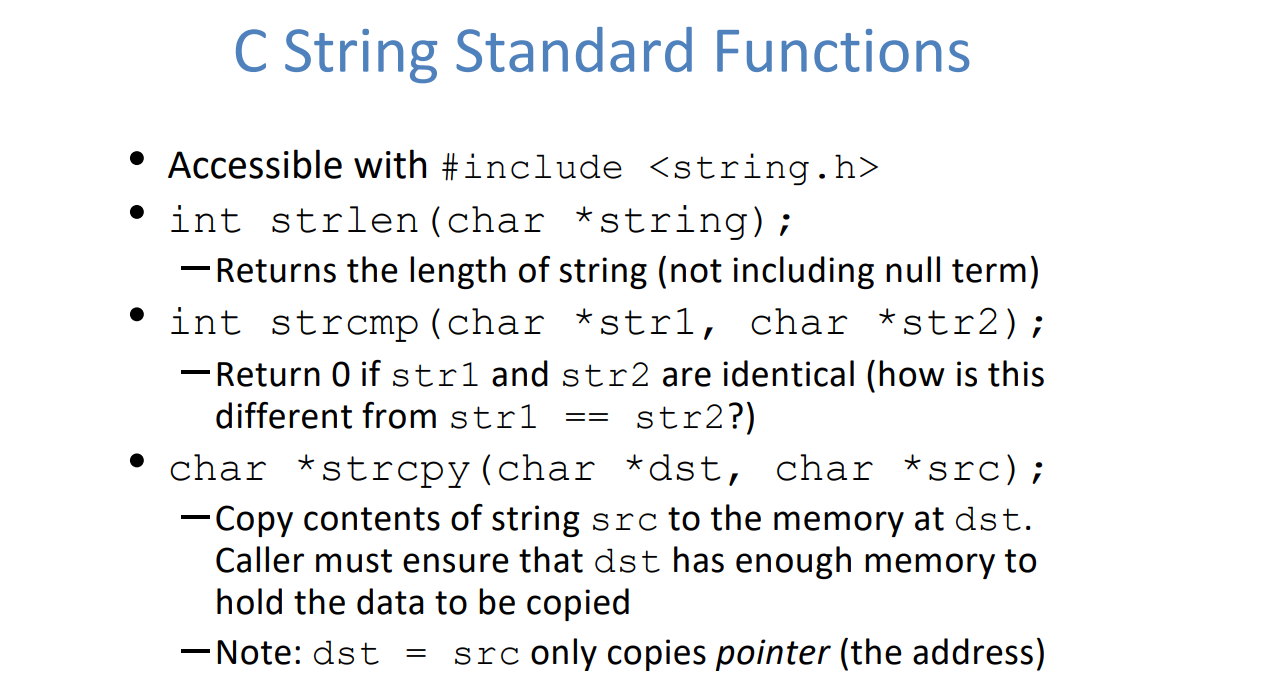 C String Standard Functions
• Accessible with #include <string.h>
• int strlen(char *string);
—Returns the length of string (not including null term)
• int strcmp(char *str1, char *str2);
—Return 0 if str1 and str2 are identical (how is this
different from str1 == str2?)
• char *strcpy(char *dst, char *src);
—Copy contents of string src to the memory at dst.
Caller must ensure that dst has enough memory to
hold the data to be copied
—Note: dst = src only copies pointer (the address)